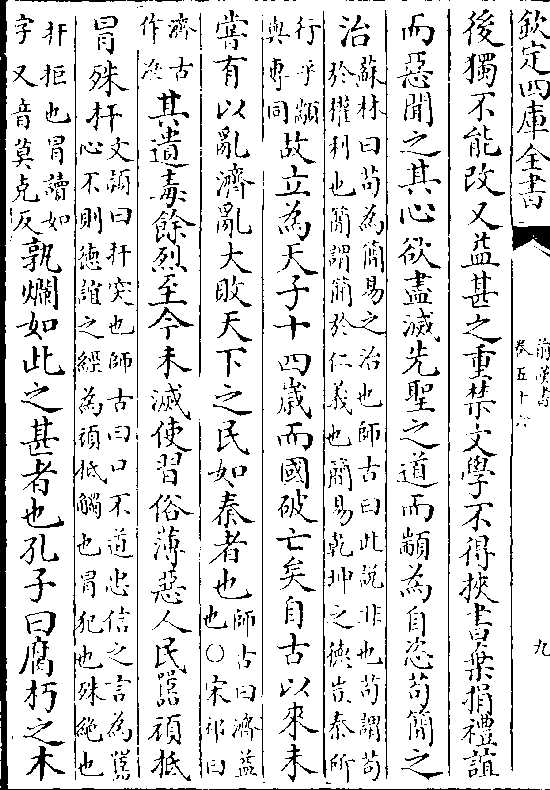 欽定四庫全書
前漢書
卷五十六
九
後獨不能改又益甚之重禁文學不得挾書棄捐禮誼
而惡聞之其心欲盡滅先聖之道而顓為自恣苟簡之
治
蘇林曰苟為簡易之治也師古曰此說非也苟謂苟
於權利也簡謂簡於仁義也簡易乾坤之德豈秦所
行乎顓
與專同
故立為天子十四歲而國破亡矣自古以來未
嘗有以亂濟亂大敗天下之民如秦者也
師古曰濟益
也○宋祁曰
濟古
作泲
其遺毒餘烈至今未滅使習俗薄惡人民嚚頑抵
冒殊扞
文頴曰扞突也師古曰口不道忠信之言為嚚
心不則德誼之經為頑抵觸也冒犯也殊絶也
扞拒也冒讀如
字又音莫克反
孰爛如此之甚者也孔子曰腐朽之木